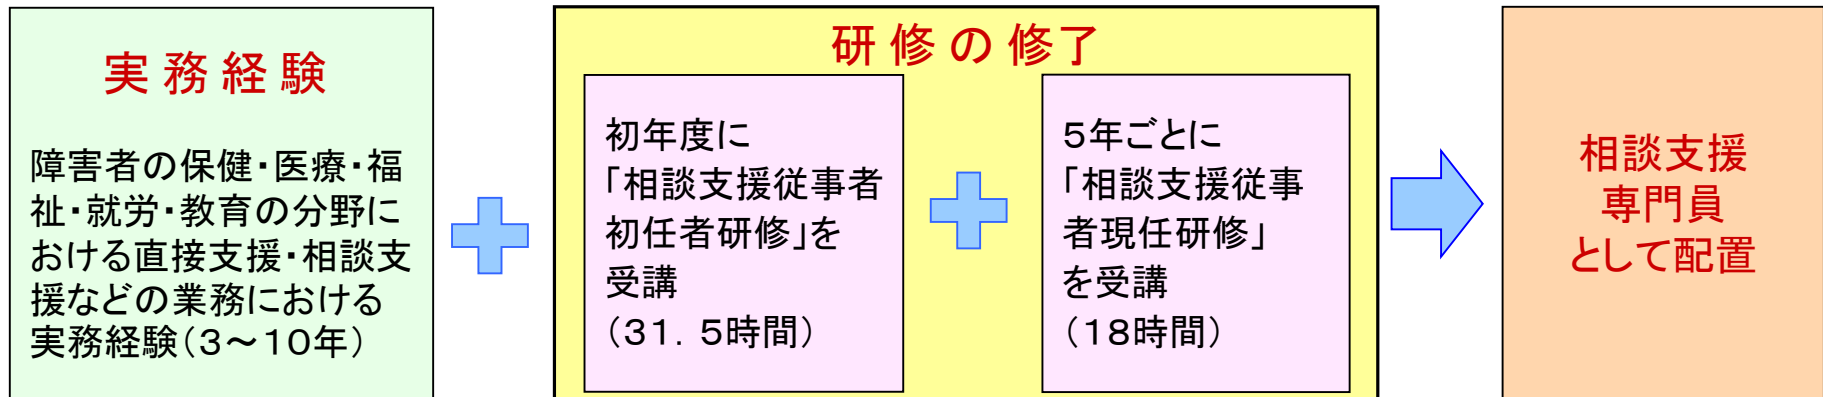 実務経験
障害者の保健・医療・福
祉・就労・教育の分野に
おける直接支援・相談支
援などの業務における
実務経験(3~10年)
研修の修了
初年度に
「相談支援従事者
初任者研修」を
受講
(31.5時間)
5年ごとに
「相談支援従事
者現任研修」
を受講
(18時間)
相談支援
専門員
として配置